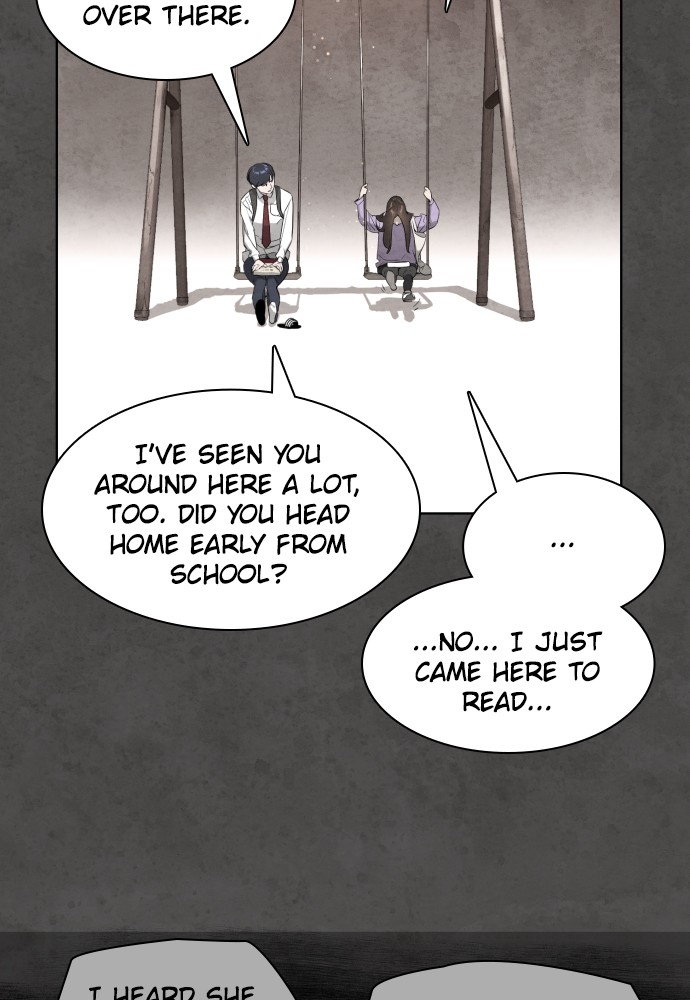 OVER THERE.
I'VE SEEN YOU
AROUND HERE A LOT,
TOO. DID YOU HEAD
HOME EARLY FROM
SCHOOL?
...
...NO... I JUST
CAME HERE TO
READ...
I HEARD SHE